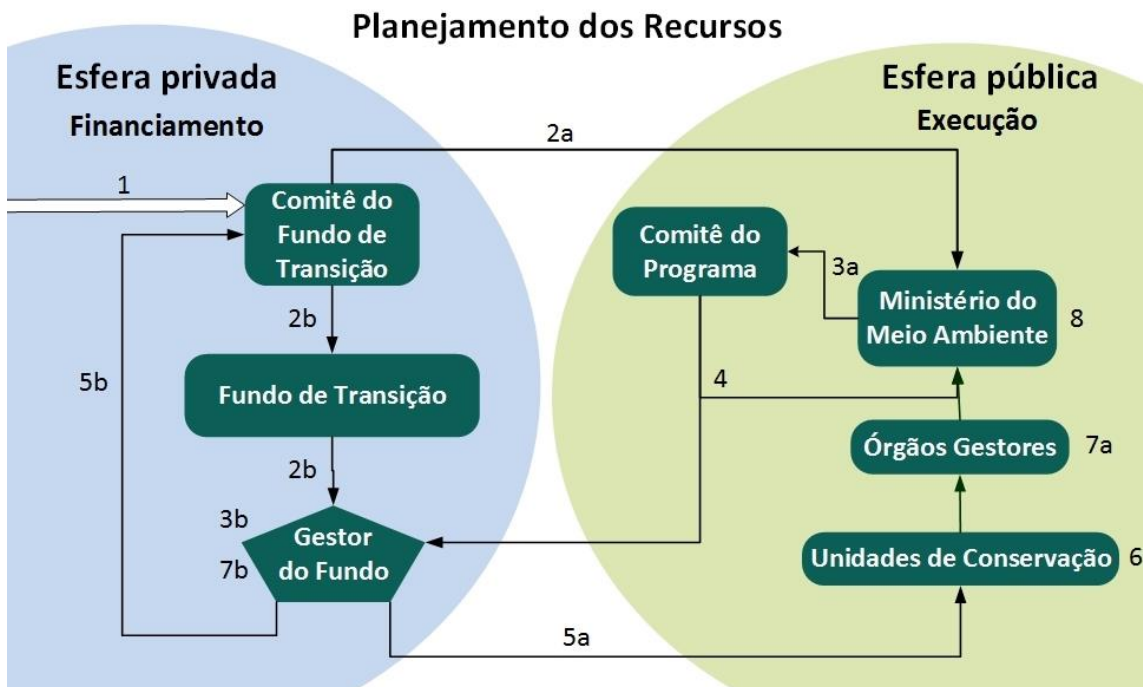 Planejamento dos Recursos
Esfera privada
Financiamento
Esfera pública
Execução
1
2a
Comitê do
Fundo de
Transição
Comitê do
Programa
3a
Ministério do
Meio Ambiente
8
2b
5b
Fundo de Transição
4
Órgãos Gestores
7a
2b
3b
7b
Gestor
do Fundo
Unidades de Conservação
6
5a